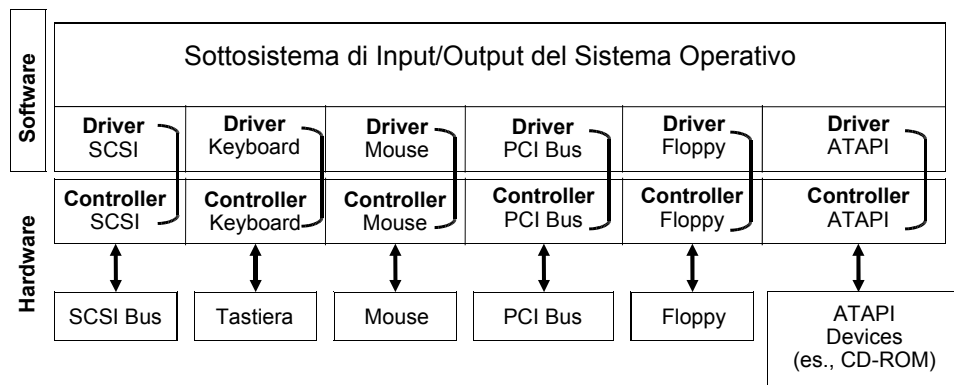 Software
Sottosistema di Input/Output del Sistema Operativo
Driver
SCSI
Driver
Keyboard
Driver
Mouse
Driver
PCI Bus
Driver
Floppy
Driver
ATAPI
Hardware
Controller
SCSI
Controller
Keyboard
Controller
Mouse
Controller
PCI Bus
Controller
Floppy
Controller
ATAPI
SCSI Bus
Tastiera
Mouse
PCI Bus
Floppy
ATAPI
Devices
(es., CD-ROM)